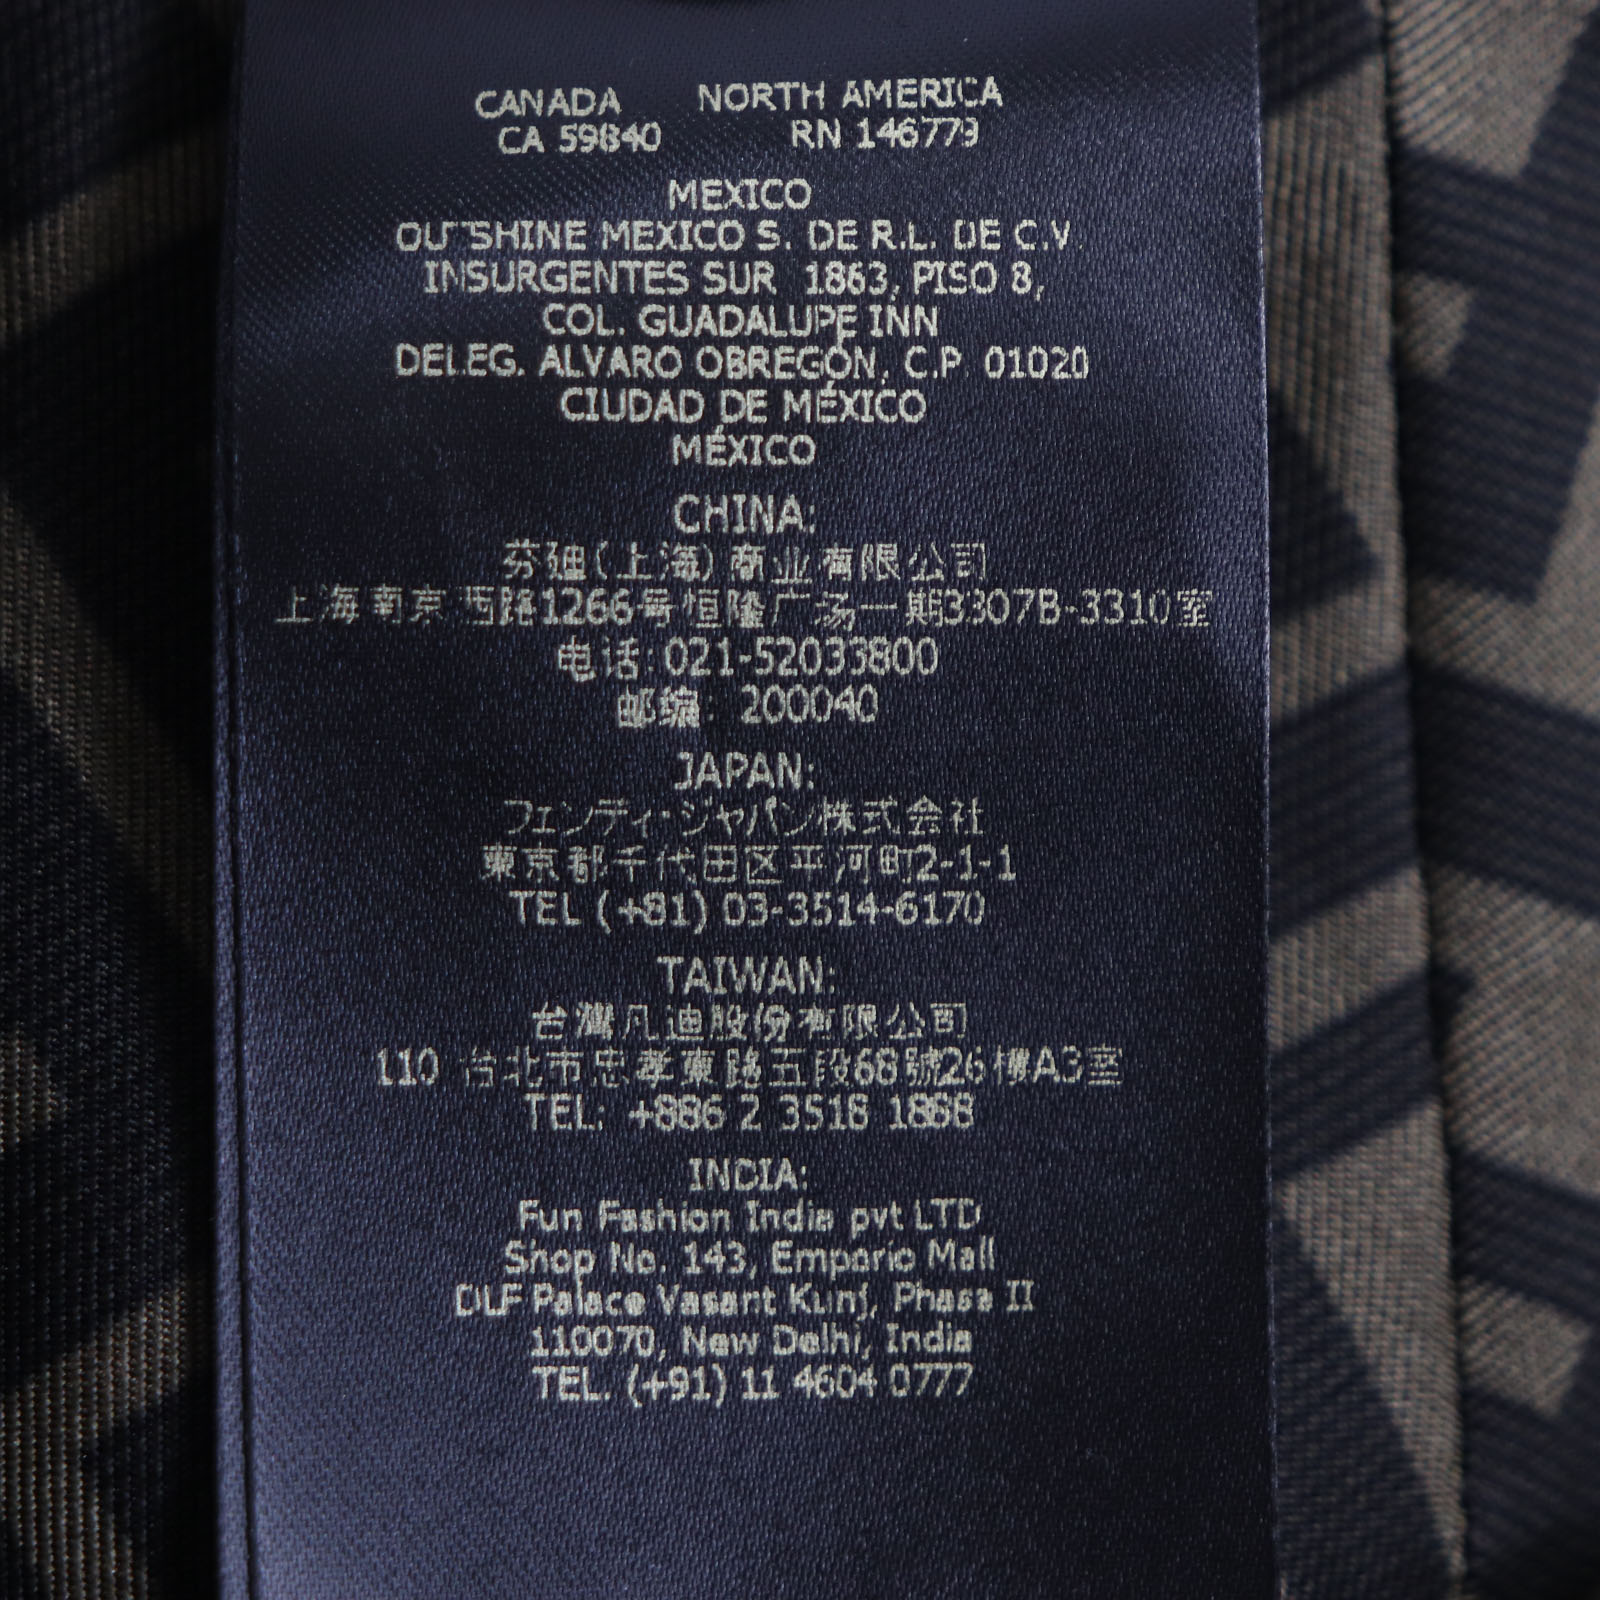 CANADA NORTH AMERICA
CA 59840 RN 146779
MEXICO
OUTSHINE MEXICO S. DE R.L. DE C.V.
INSURGENTES SUR 1863, PISO 8,
COL. GUADALUPE INN
DELEG. ALVARO OBREGÓN, C.P. 01020
CIUDAD DE MÉXICO
MÉXICO
CHINA:
芬迪(上海)商业有限公司
上海南京西路1266号恒隆广场一期3307B-3310室
电话:021-52033800
邮编: 200040
JAPAN:
フェンディ・ジャパン株式会社
東京都千代田区平河町2-1-1
TEL (+81) 03-3514-6170
TAIWAN:
台灣凡迪股份有限公司
L10 台北市忠孝東路五段68號26樓A3室
TEL: +886 2 3518 1868
INDIA:
Fun Fashion India pvt LTD
Shop No. 143, Emporio Mall
DLF Palace Vasant Kunj, Phase II
110070, New Delhi, India
TEL. (+91) 11 4604 0777